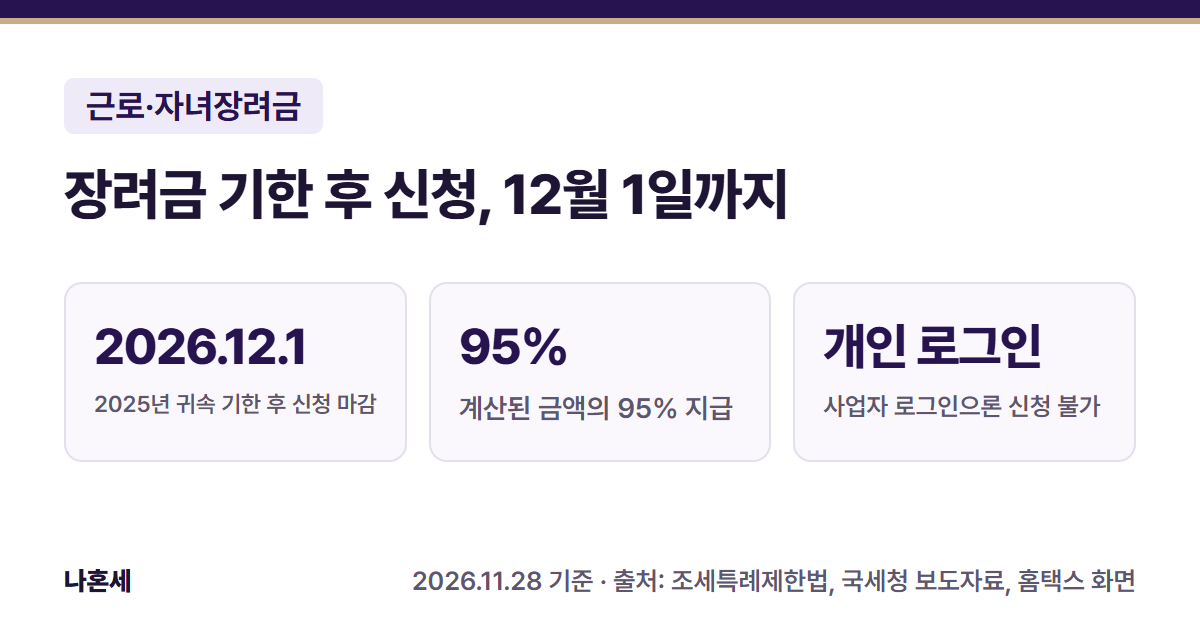 근로·자녀장려금
장려금 기한 후 신청, 12월 1일까지
2026.12.1
2025년 귀속 기한 후 신청 마감
95%
계산된 금액의 95% 지급
개인 로그인
사업자 로그인으론 신청 불가
나혼세
2026.11.28 기준 · 출처: 조세특례제한법, 국세청 보도자료, 홈택스 화면